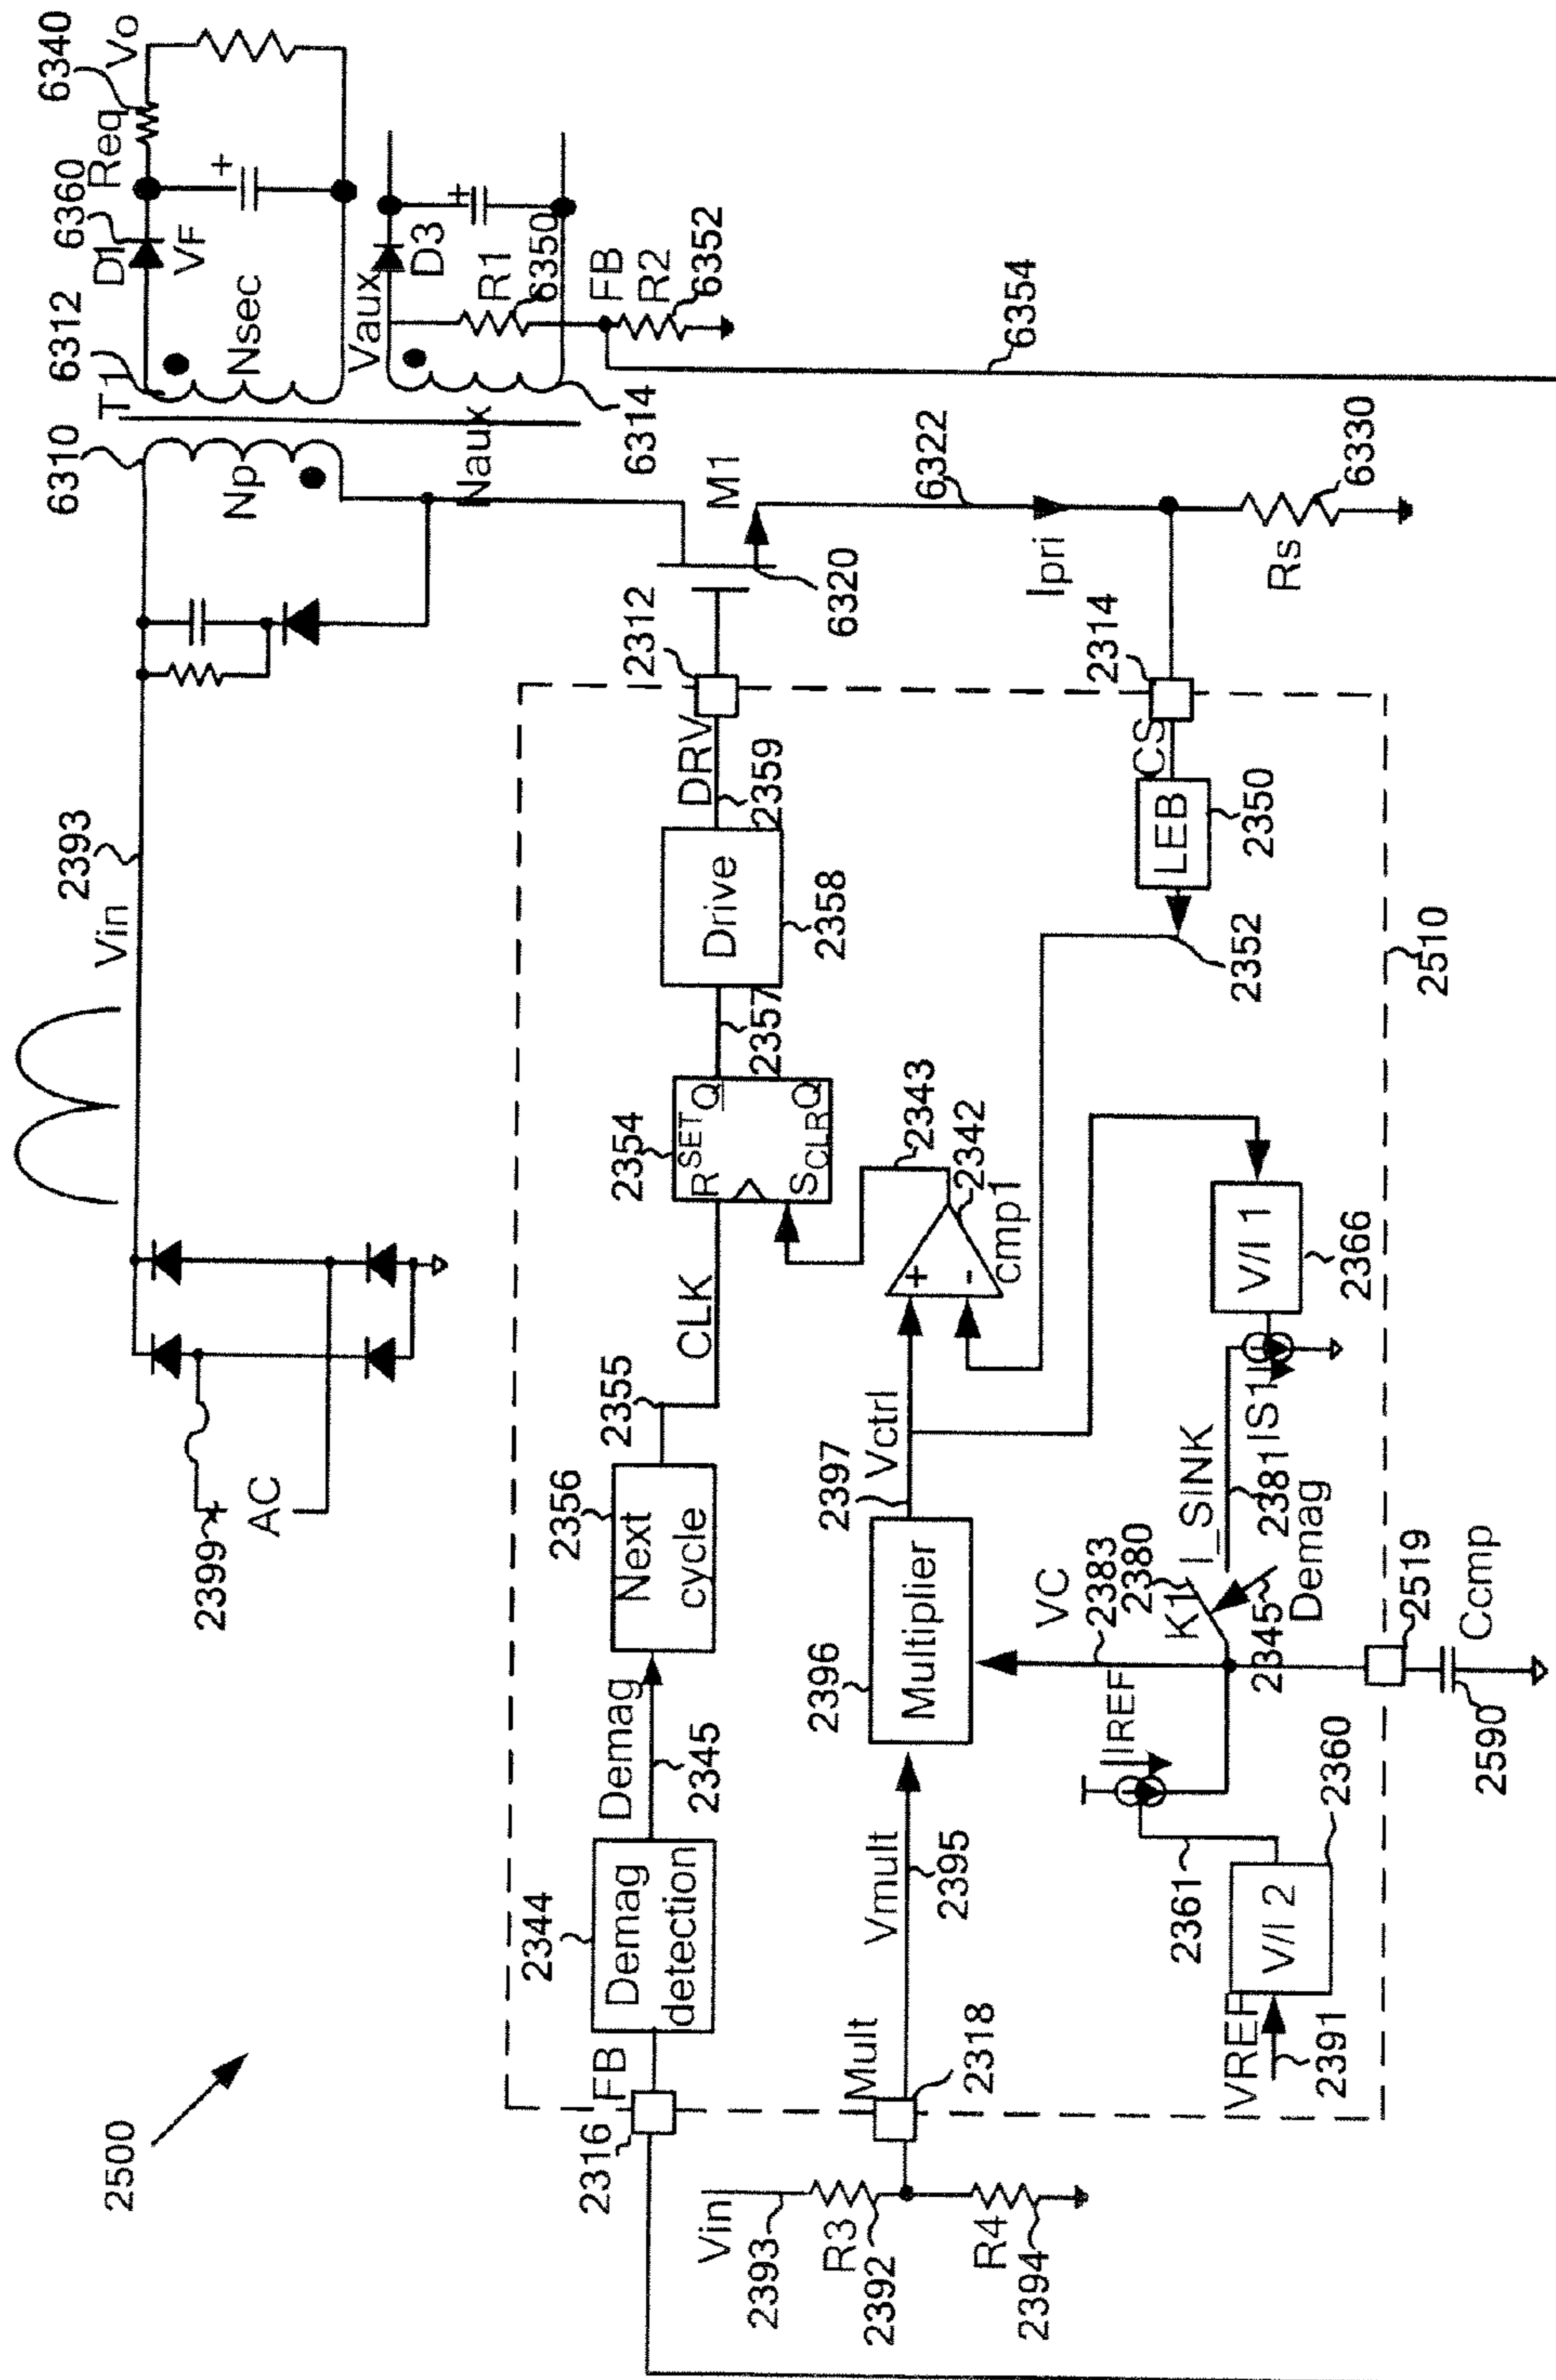 2500
2399
AC
Vin
2393
6310
Np
T1
6312
Nsec
D1
6360
VF
Req
6340
Vo
Vaux
D3
R1
6350
FB
R2
6352
6354
Naux
6314
M1
6320
6322
Ipri
Rs
6330
2316
FB
2344
Demag
detection
Demag
2345
2356
Next
cycle
2355
CLK
2354
R
SET
Q
S
CLR
Q
2357
Drive
2358
DRV
2359
2312
2314
CS
LEB
2350
2352
2343
2342
cmp1
+
-
Vctrl
2397
2396
Multiplier
Vmult
2395
Mult
2318
Vin
2393
R3
2392
R4
2394
VREF
2391
V/I 2
2360
2361
IREF
VC
2383
2380
K1
I_SINK
2381
IS1
Demag
2345
V/I 1
2366
2519
Ccmp
2590
2510